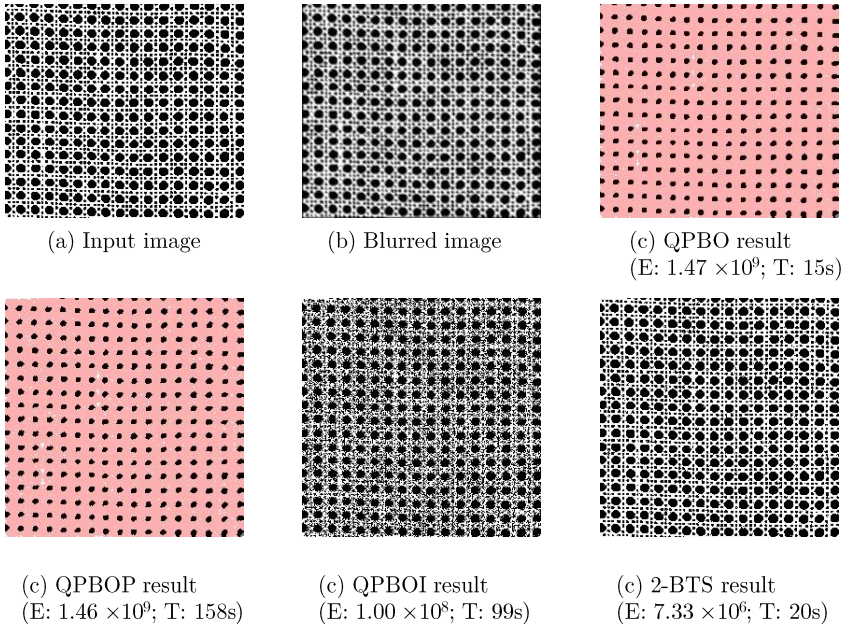 (a) Input image
(b) Blurred image
(c) QPBO result
(E: 1.47 ×10⁹; T: 15s)
(c) QPBOP result
(E: 1.46 ×10⁹; T: 158s)
(c) QPBOI result
(E: 1.00 ×10⁸; T: 99s)
(c) 2-BTS result
(E: 7.33 ×10⁶; T: 20s)